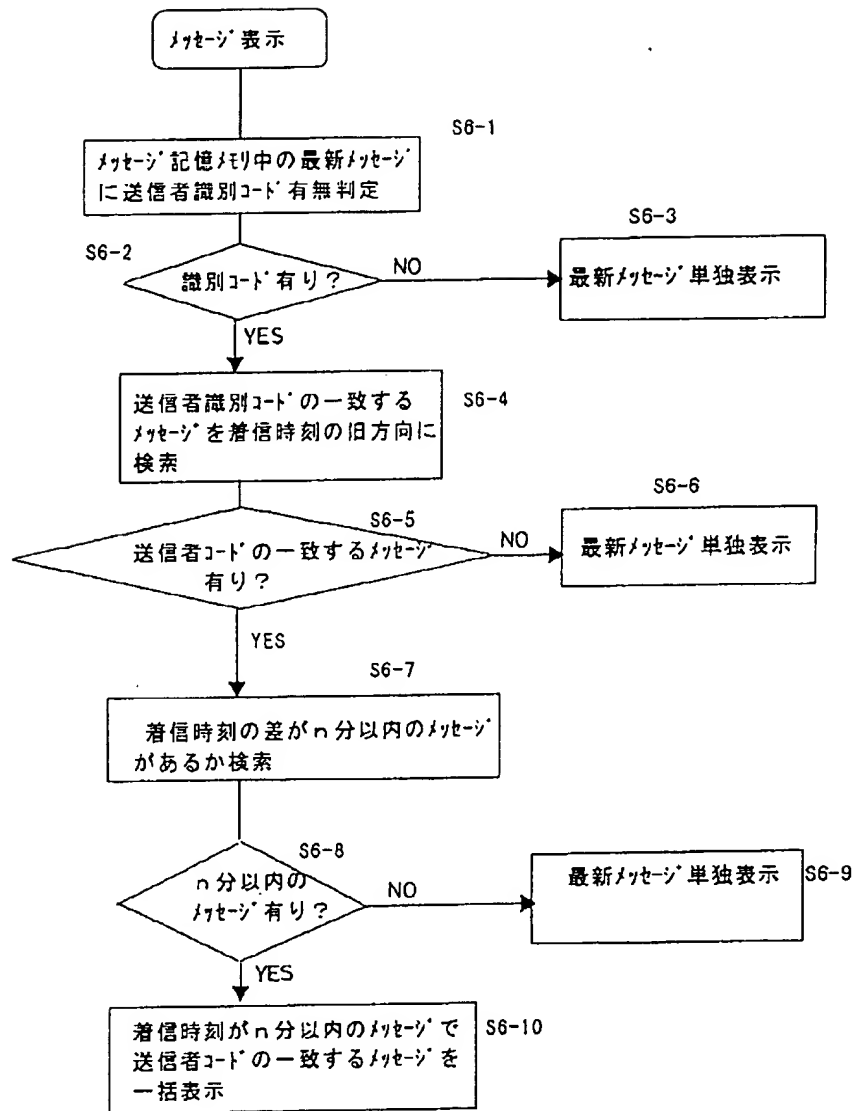 メッセージ 表示
S6-1
メッセージ 記憶メモリ中の最新メッセージ
に送信者識別コード有無判定
S6-2
識別コード有り?
NO
S6-3
最新メッセージ単独表示
YES
送信者識別コードの一致する
メッセージを着信時刻の旧方向に
検索
S6-4
S6-5
送信者コードの一致するメッセージ
有り?
NO
S6-6
最新メッセージ単独表示
YES
S6-7
着信時刻の差がn分以内のメッセージ
があるか検索
S6-8
n分以内の
メッセージ有り?
NO
最新メッセージ単独表示
S6-9
YES
着信時刻がn分以内のメッセージで
送信者コードの一致するメッセージを
一括表示
S6-10